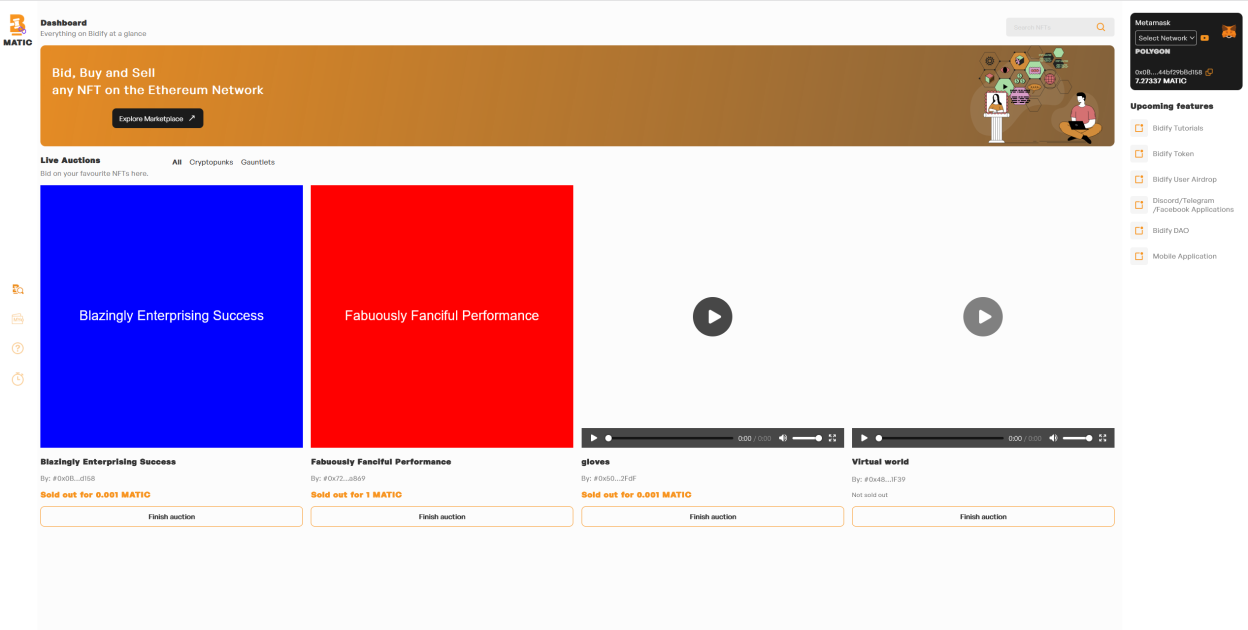 MATIC
Dashboard
Everything on Bidify at a glance
Search NFTs
Bid, Buy and Sell
any NFT on the Ethereum Network
Explore Marketplace
Live Auctions
Bid on your favourite NFTs here.
All Cryptopunks Gauntlets
Blazingly Enterprising Success
Fabuously Fanciful Performance
0:00 / 0:00
0:00 / 0:00
Blazingly Enterprising Success
By: #0x0B...d158
Sold out for 0.001 MATIC
Finish auction
Fabuously Fanciful Performance
By: #0x72...a869
Sold out for 1 MATIC
Finish auction
gloves
By: #0x50...2FdF
Sold out for 0.001 MATIC
Finish auction
Virtual world
By: #0x48...1F39
Not sold out
Finish auction
Metamask
Select Network
POLYGON
0x0B....44bf29bBd158
7.27337 MATIC
Upcoming features
Bidify Tutorials
Bidify Token
Bidify User Airdrop
Discord/Telegram
/Facebook Applications
Bidify DAO
Mobile Application